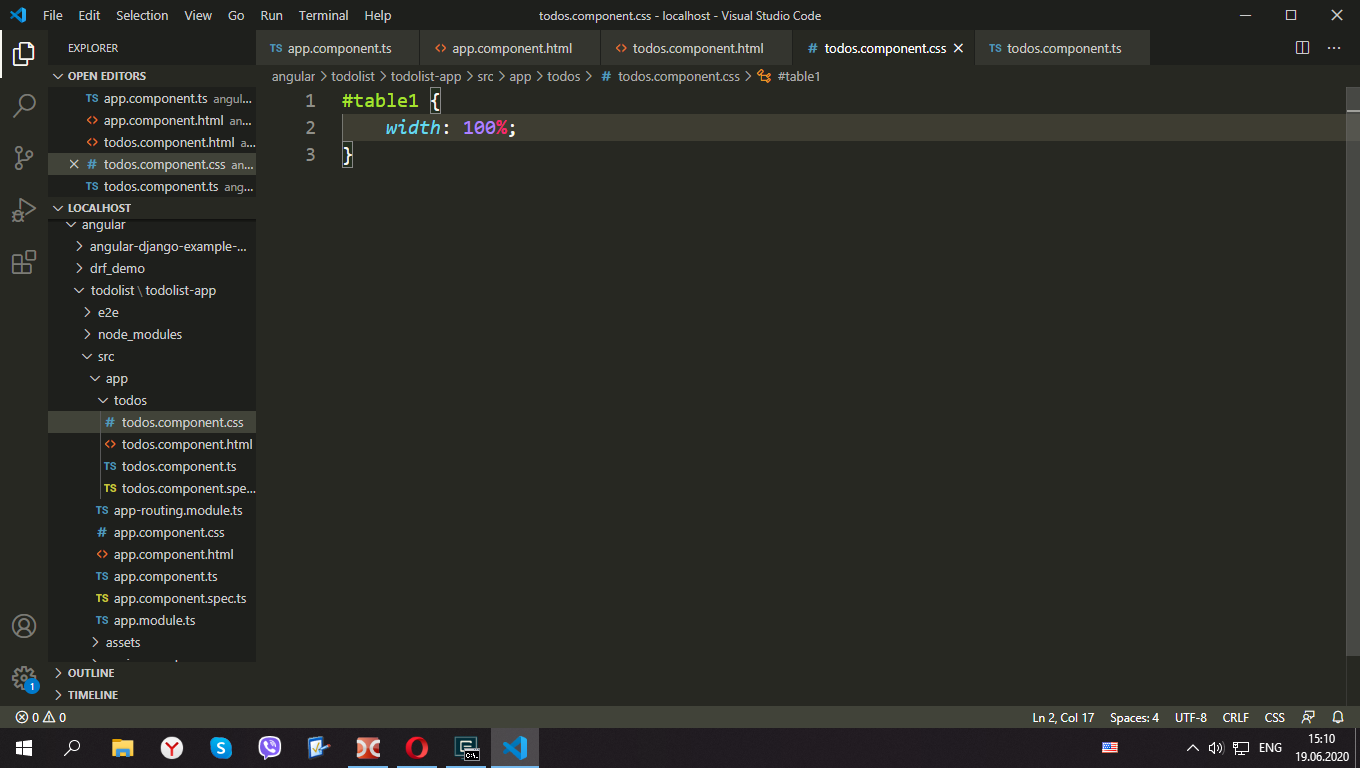 File Edit Selection View Go Run Terminal Help todos.component.css - localhost - Visual Studio Code
EXPLORER
TS app.component.ts <> app.component.html <> todos.component.html # todos.component.css TS todos.component.ts
angular > todolist > todolist-app > src > app > todos > # todos.component.css > #table1
OPEN EDITORS
TS app.component.ts angul...
<> app.component.html an...
<> todos.component.html a...
# todos.component.css an...
TS todos.component.ts ang...
LOCALHOST
angular
angular-django-example-...
drf_demo
todolist \ todolist-app
e2e
node_modules
src
app
todos
# todos.component.css
<> todos.component.html
TS todos.component.ts
TS todos.component.spe...
TS app-routing.module.ts
# app.component.css
<> app.component.html
TS app.component.ts
TS app.component.spec.ts
TS app.module.ts
assets
OUTLINE
TIMELINE
1 #table1 {
2 width: 100%;
3 }
1
0 0 Ln 2, Col 17 Spaces: 4 UTF-8 CRLF CSS
C:\.
ENG
15:10
19.06.2020